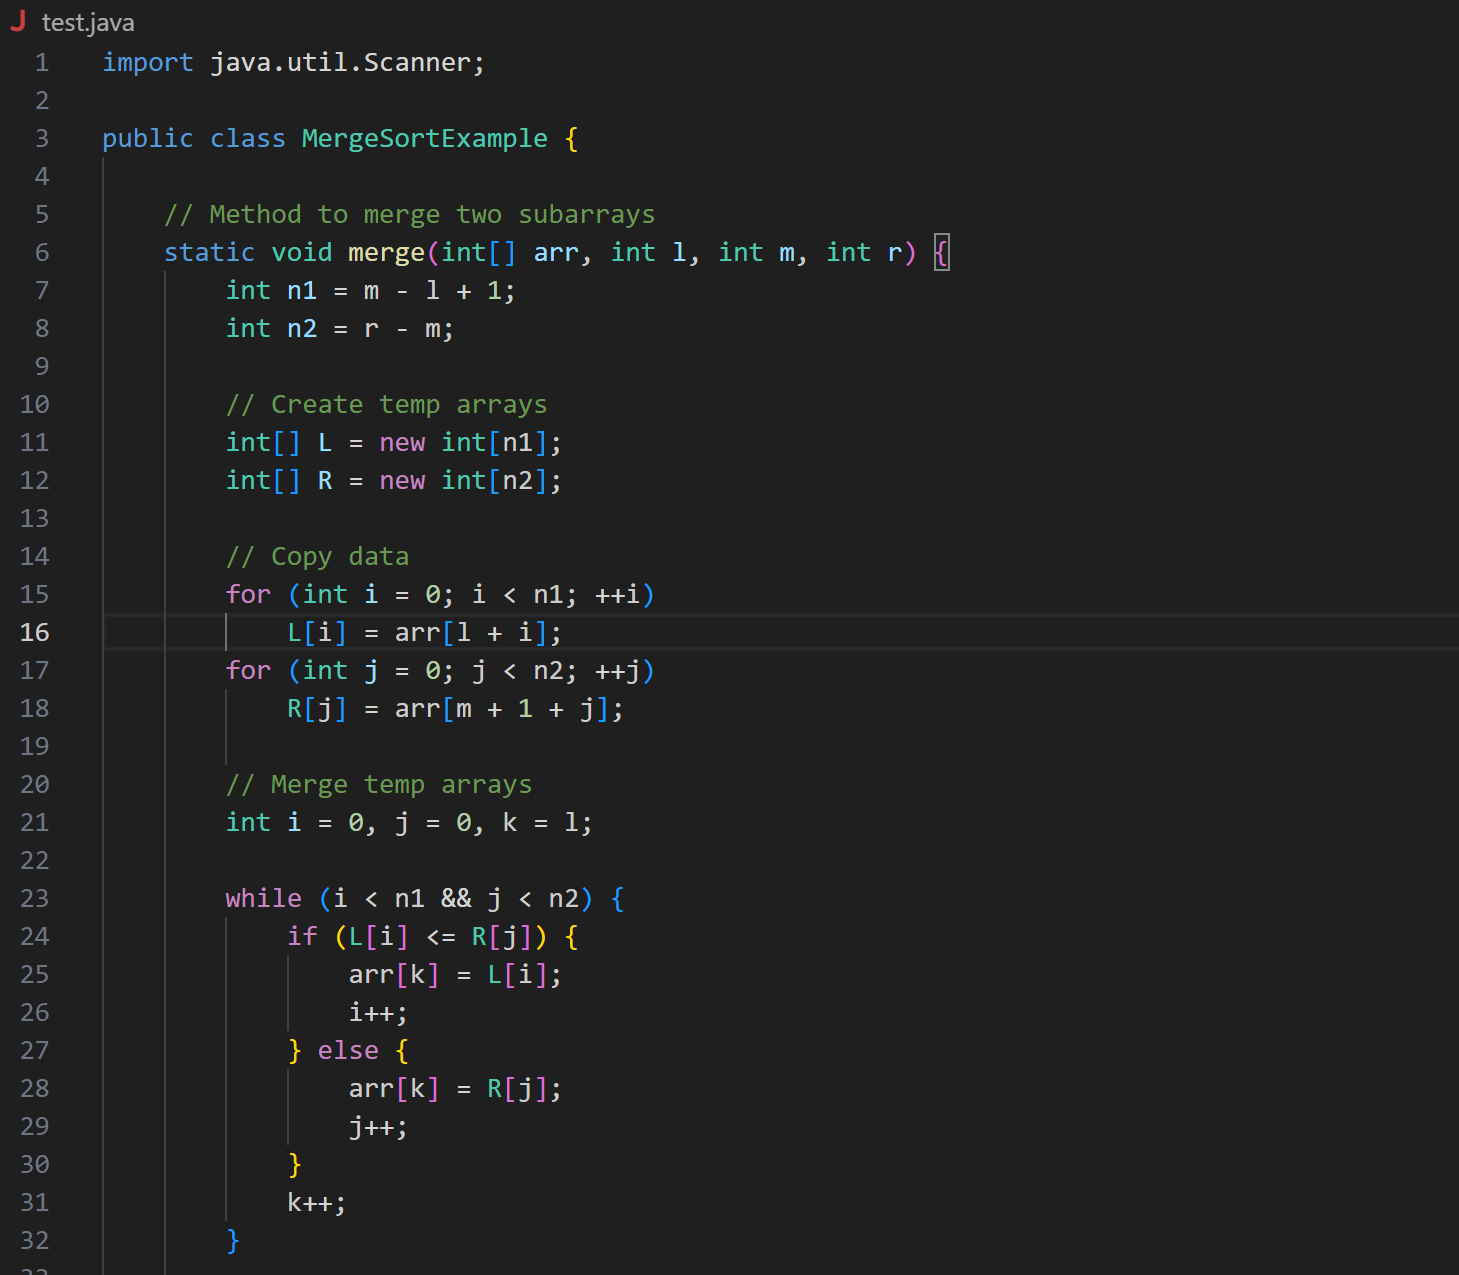 J test.java
1 import java.util.Scanner;
2
3 public class MergeSortExample {
4
5     // Method to merge two subarrays
6     static void merge(int[] arr, int l, int m, int r) {
7         int n1 = m - l + 1;
8         int n2 = r - m;
9
10         // Create temp arrays
11         int[] L = new int[n1];
12         int[] R = new int[n2];
13
14         // Copy data
15         for (int i = 0; i < n1; ++i)
16             L[i] = arr[l + i];
17         for (int j = 0; j < n2; ++j)
18             R[j] = arr[m + 1 + j];
19
20         // Merge temp arrays
21         int i = 0, j = 0, k = l;
22
23         while (i < n1 && j < n2) {
24             if (L[i] <= R[j]) {
25                 arr[k] = L[i];
26                 i++;
27             } else {
28                 arr[k] = R[j];
29                 j++;
30             }
31             k++;
32         }